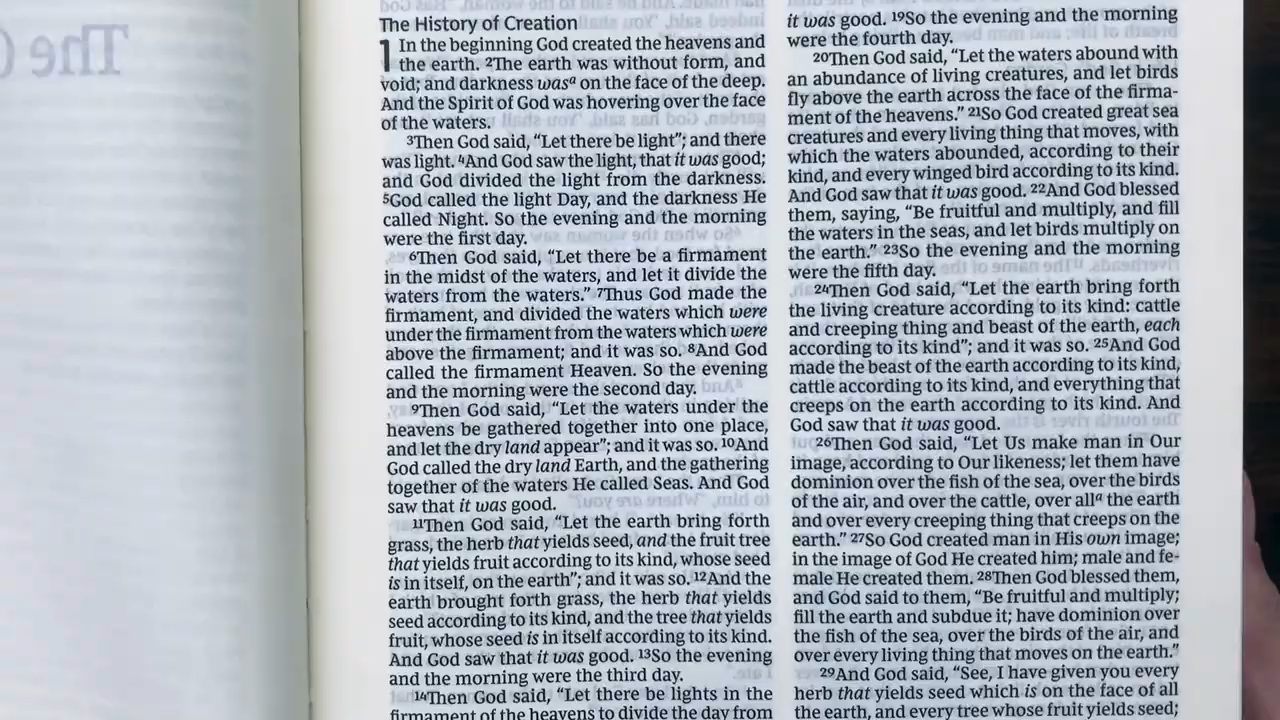 The
The History of Creation
1 In the beginning God created the heavens and
the earth. ²The earth was without form, and
void; and darkness wasᵃ on the face of the deep.
And the Spirit of God was hovering over the face
of the waters.
³Then God said, “Let there be light”; and there
was light. ⁴And God saw the light, that it was good;
and God divided the light from the darkness.
⁵God called the light Day, and the darkness He
called Night. So the evening and the morning
were the first day.
⁶Then God said, “Let there be a firmament
in the midst of the waters, and let it divide the
waters from the waters.” ⁷Thus God made the
firmament, and divided the waters which were
under the firmament from the waters which were
above the firmament; and it was so. ⁸And God
called the firmament Heaven. So the evening
and the morning were the second day.
⁹Then God said, “Let the waters under the
heavens be gathered together into one place,
and let the dry land appear”; and it was so. ¹⁰And
God called the dry land Earth, and the gathering
together of the waters He called Seas. And God
saw that it was good.
¹¹Then God said, “Let the earth bring forth
grass, the herb that yields seed, and the fruit tree
that yields fruit according to its kind, whose seed
is in itself, on the earth”; and it was so. ¹²And the
earth brought forth grass, the herb that yields
seed according to its kind, and the tree that yields
fruit, whose seed is in itself according to its kind.
And God saw that it was good. ¹³So the evening
and the morning were the third day.
¹⁴Then God said, “Let there be lights in the
firmament of the heavens to divide the day from
it was good. ¹⁹So the evening and the morning
were the fourth day.
²⁰Then God said, “Let the waters abound with
an abundance of living creatures, and let birds
fly above the earth across the face of the firma-
ment of the heavens.” ²¹So God created great sea
creatures and every living thing that moves, with
which the waters abounded, according to their
kind, and every winged bird according to its kind.
And God saw that it was good. ²²And God blessed
them, saying, “Be fruitful and multiply, and fill
the waters in the seas, and let birds multiply on
the earth.” ²³So the evening and the morning
were the fifth day.
²⁴Then God said, “Let the earth bring forth
the living creature according to its kind: cattle
and creeping thing and beast of the earth, each
according to its kind”; and it was so. ²⁵And God
made the beast of the earth according to its kind,
cattle according to its kind, and everything that
creeps on the earth according to its kind. And
God saw that it was good.
²⁶Then God said, “Let Us make man in Our
image, according to Our likeness; let them have
dominion over the fish of the sea, over the birds
of the air, and over the cattle, over allᵃ the earth
and over every creeping thing that creeps on the
earth.” ²⁷So God created man in His own image;
in the image of God He created him; male and fe-
male He created them. ²⁸Then God blessed them,
and God said to them, “Be fruitful and multiply;
fill the earth and subdue it; have dominion over
the fish of the sea, over the birds of the air, and
over every living thing that moves on the earth.”
²⁹And God said, “See, I have given you every
herb that yields seed which is on the face of all
the earth, and every tree whose fruit yields seed;